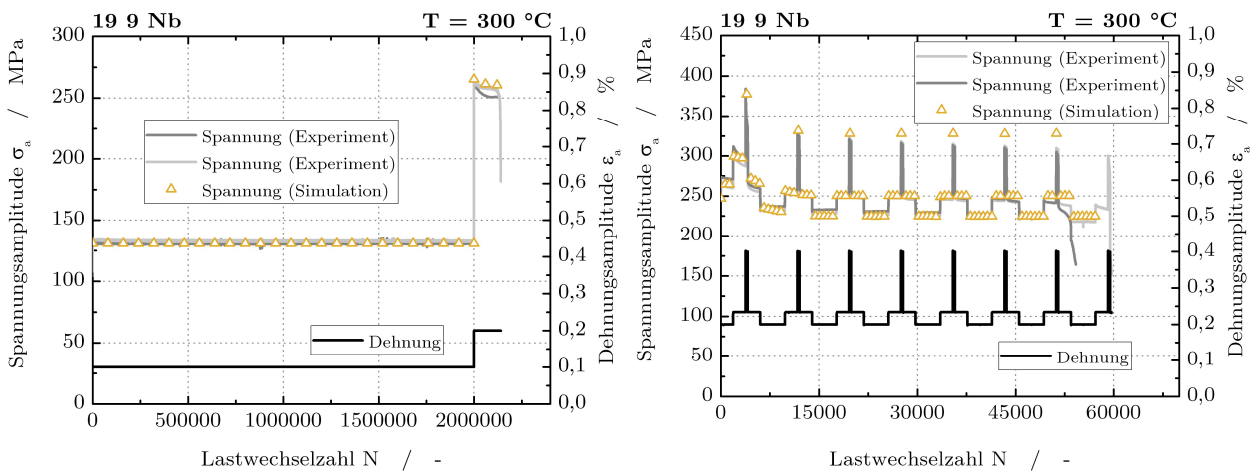 19 9 Nb
T = 300 °C
Spannungsamplitude σa / MPa
300
250
200
150
100
50
0
Spannung (Experiment)
Spannung (Experiment)
Spannung (Simulation)
Dehnung
1,0
0,9
0,8
0,7
0,6
0,5
0,4
0,3
0,2
0,1
0,0
Dehnungsamplitude εa / %
0
500000
1000000
1500000
2000000
Lastwechselzahl N / -
19 9 Nb
T = 300 °C
Spannungsamplitude σa / MPa
450
400
350
300
250
200
150
100
50
0
Spannung (Experiment)
Spannung (Experiment)
Spannung (Simulation)
Dehnung
1,0
0,9
0,8
0,7
0,6
0,5
0,4
0,3
0,2
0,1
0,0
Dehnungsamplitude εa / %
0
15000
30000
45000
60000
Lastwechselzahl N / -